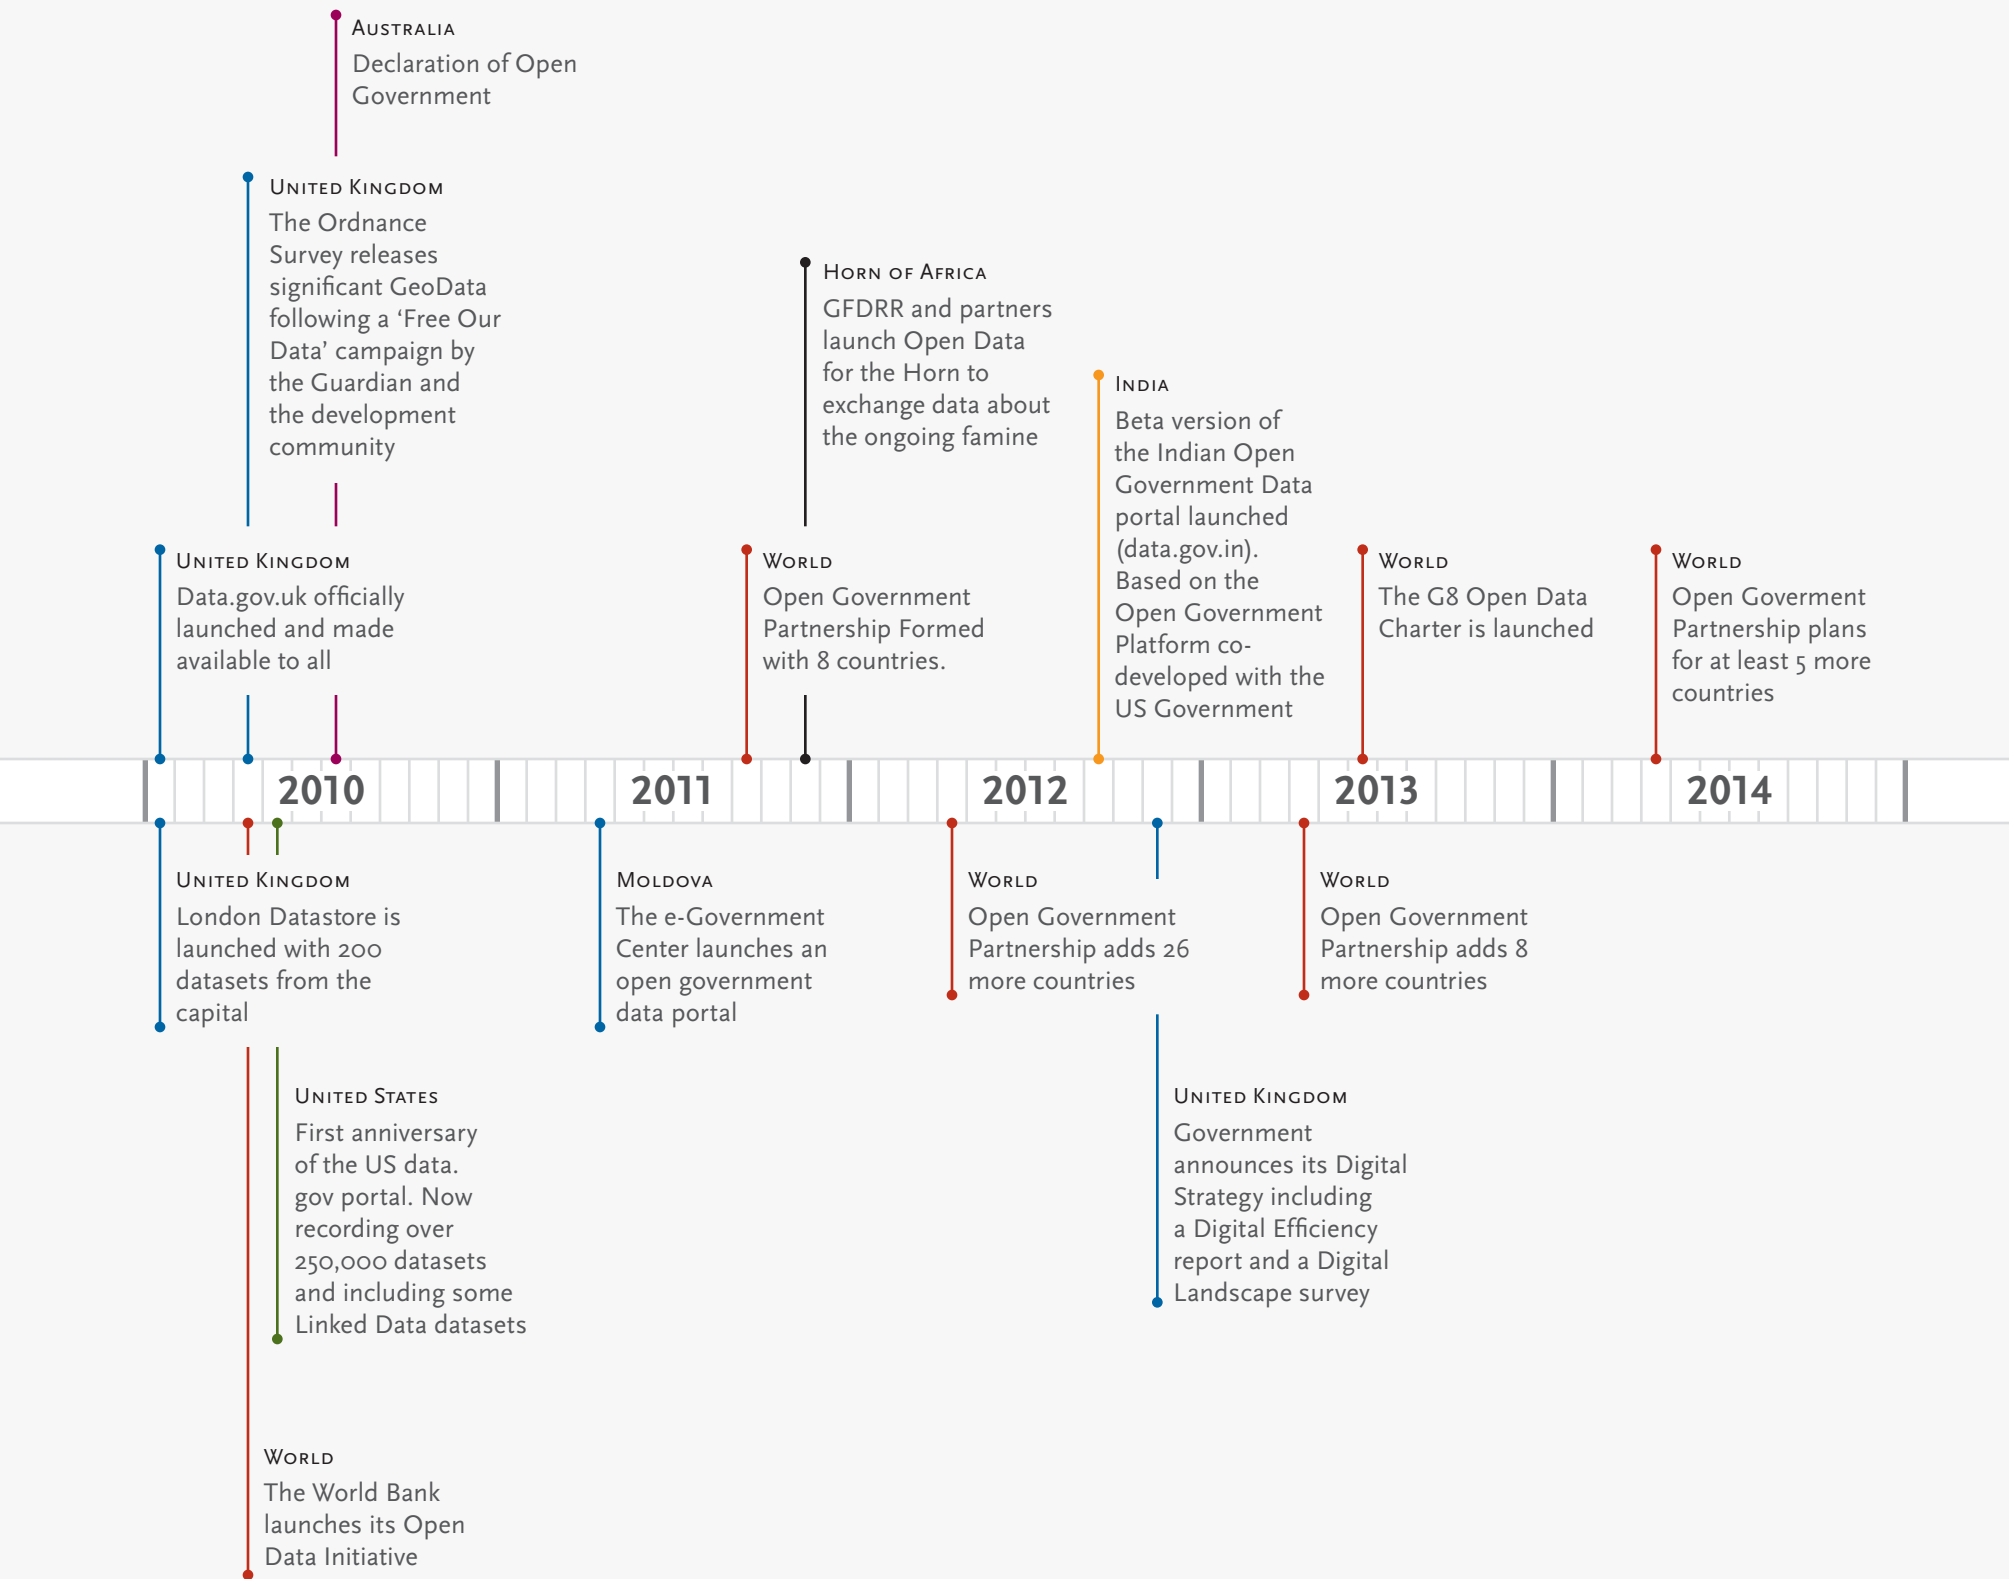 Australia
Declaration of Open
Government
United Kingdom
The Ordnance
Survey releases
significant GeoData
following a ‘Free Our
Data’ campaign by
the Guardian and
the development
community
Horn of Africa
GFDRR and partners
launch Open Data
for the Horn to
exchange data about
the ongoing famine
India
Beta version of
the Indian Open
Government Data
portal launched
(data.gov.in).
Based on the
Open Government
Platform co-
developed with the
US Government
United Kingdom
Data.gov.uk officially
launched and made
available to all
World
Open Government
Partnership Formed
with 8 countries.
World
The G8 Open Data
Charter is launched
World
Open Goverment
Partnership plans
for at least 5 more
countries
2010
2011
2012
2013
2014
United Kingdom
London Datastore is
launched with 200
datasets from the
capital
Moldova
The e-Government
Center launches an
open government
data portal
World
Open Government
Partnership adds 26
more countries
World
Open Government
Partnership adds 8
more countries
United States
First anniversary
of the US data.
gov portal. Now
recording over
250,000 datasets
and including some
Linked Data datasets
United Kingdom
Government
announces its Digital
Strategy including
a Digital Efficiency
report and a Digital
Landscape survey
World
The World Bank
launches its Open
Data Initiative